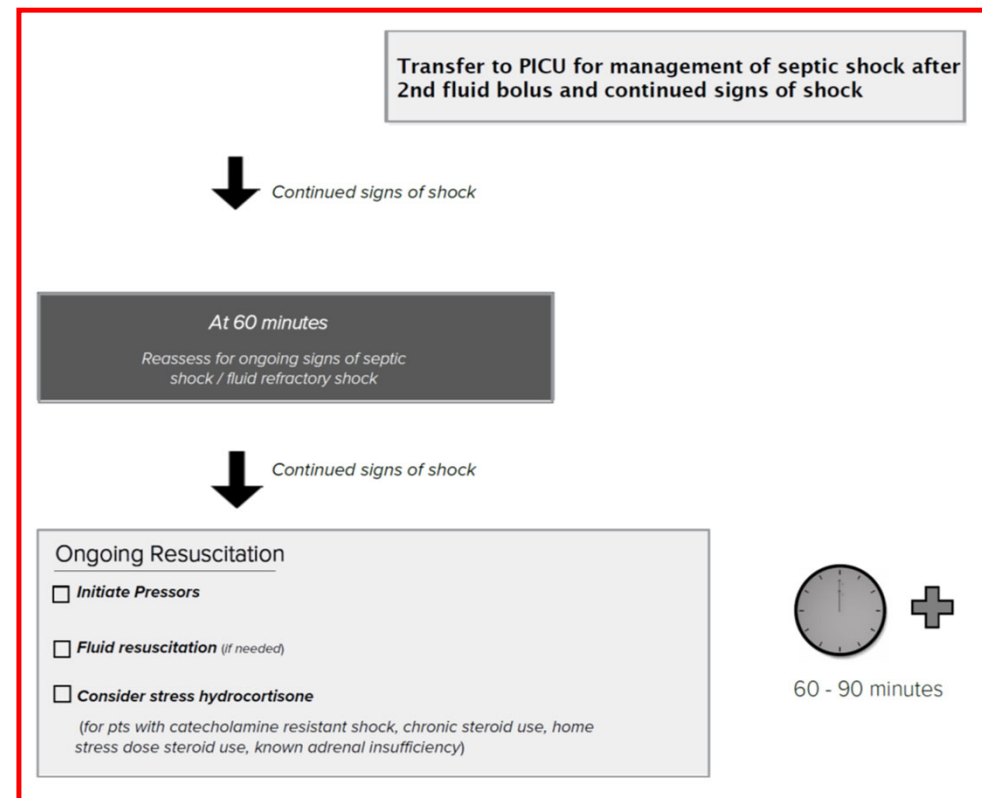 Transfer to PICU for management of septic shock after
2nd fluid bolus and continued signs of shock
Continued signs of shock
At 60 minutes
Reassess for ongoing signs of septic
shock / fluid refractory shock
Continued signs of shock
Ongoing Resuscitation
Initiate Pressors
Fluid resuscitation (if needed)
Consider stress hydrocortisone
(for pts with catecholamine resistant shock, chronic steroid use, home
stress dose steroid use, known adrenal insufficiency)
60 - 90 minutes